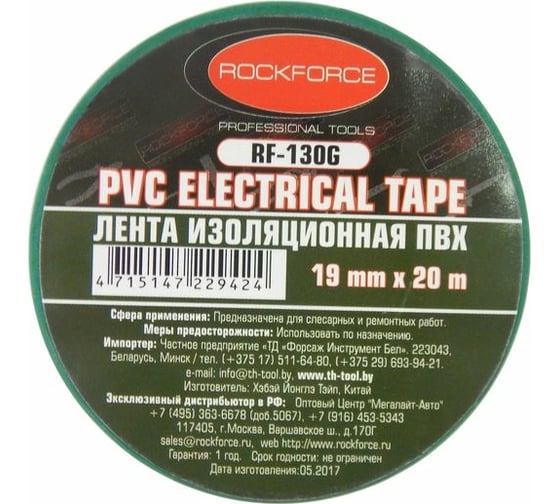 ROCKFORCE
PROFESSIONAL TOOLS
RF-130G
PVC ELECTRICAL TAPE
ЛЕНТА ИЗОЛЯЦИОННАЯ ПВХ
4 715147 229424
19 mm x 20 m
Сфера применения: Предназначена для слесарных и ремонтных работ.
Меры предосторожности: Использовать по назначению.
Импортер: Частное предприятие «ТД «Форсаж Инструмент Бел». 223043,
Беларусь, Минск / тел. (+375 17) 511-64-80, (+375 29) 693-94-21.
e-mail: info@th-tool.by, www.th-tool.by
Изготовитель: Хэбэй Йонглэ Тэйп, Китай
Эксклюзивный дистрибьютор в РФ: Оптовый Центр "Мегалайт-Авто"
+7 (495) 363-6678 (доб.5067), +7 (916) 453-5343
117405, г.Москва, Варшавское ш., д.170Г
sales@rockforce.ru, web http://www.rockforce.ru
Гарантия: 1 год. Срок годности: не ограничен
Дата изготовления:05.2017